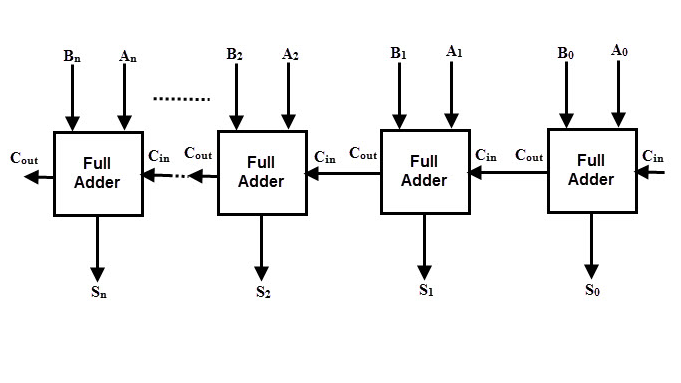 Bn An B2 A2 B1 A1 B0 A0
Cout Full Adder Cin Cout Full Adder Cin Cout Full Adder Cin Cout Full Adder Cin
Sn S2 S1 S0